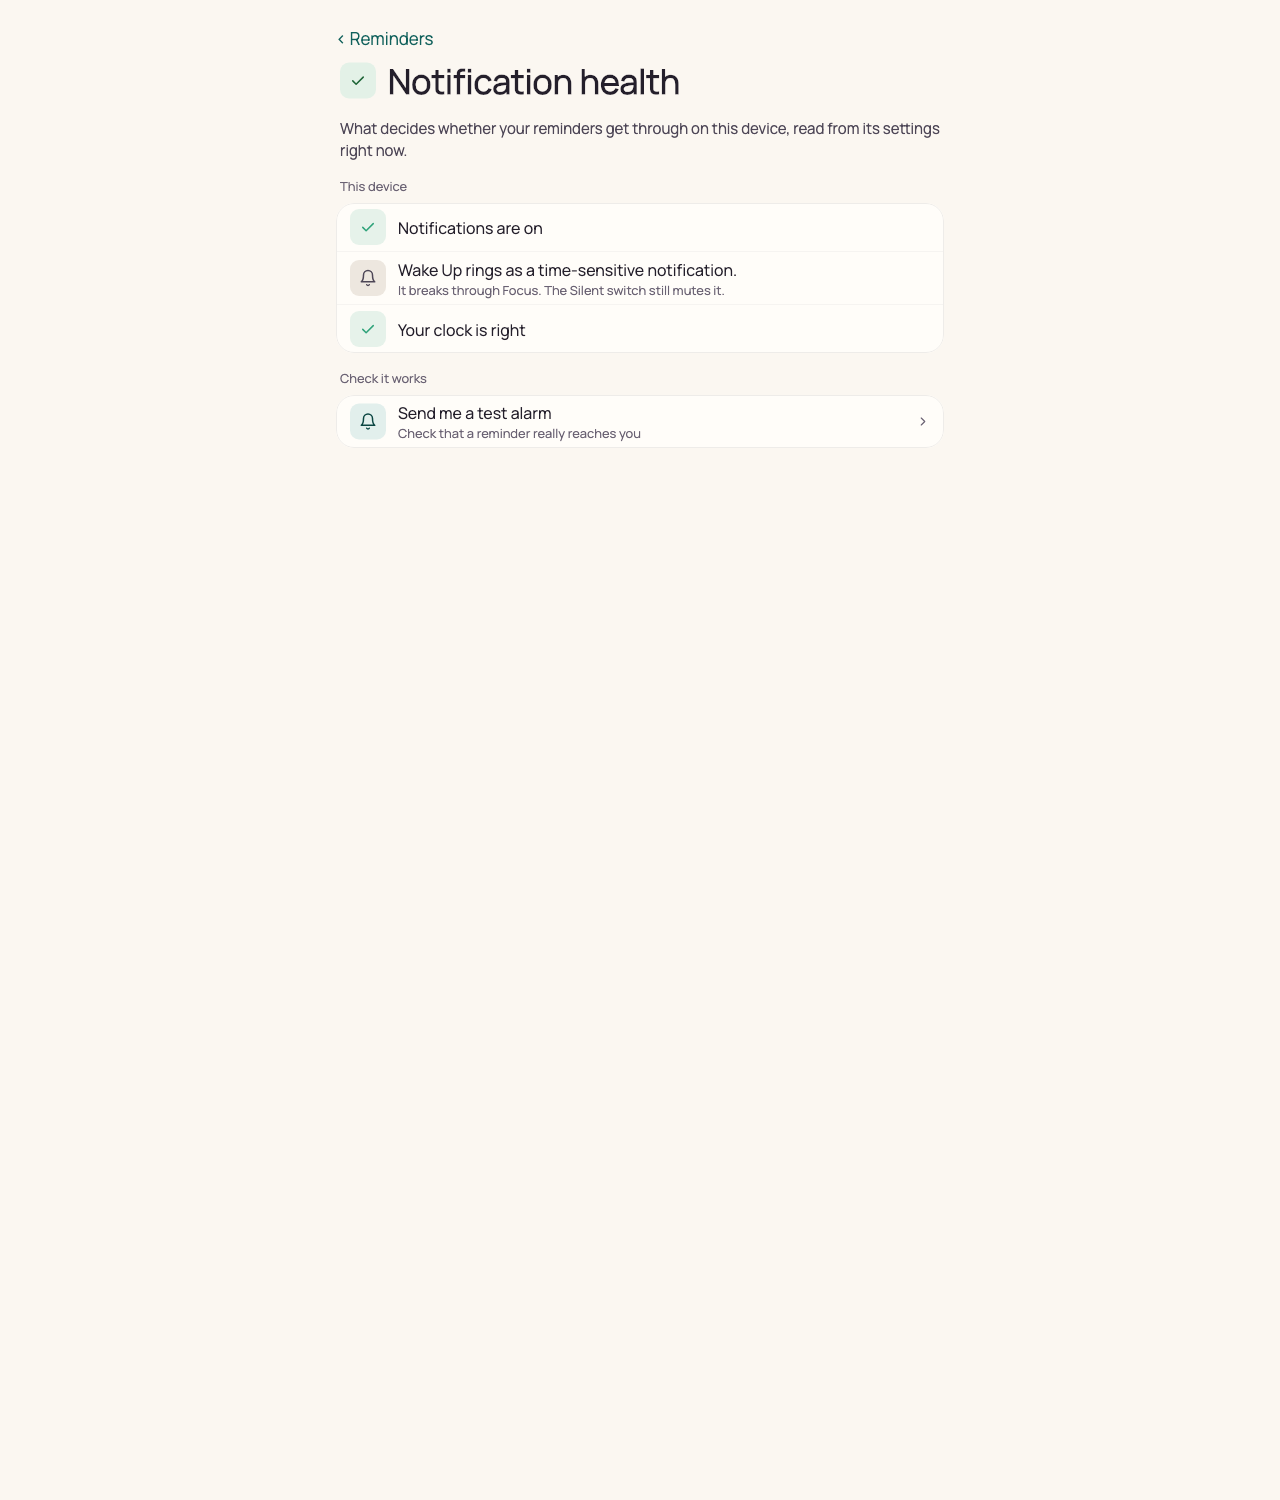 Reminders
Notification health
What decides whether your reminders get through on this device, read from its settings
right now.
This device
Notifications are on
Wake Up rings as a time-sensitive notification.
It breaks through Focus. The Silent switch still mutes it.
Your clock is right
Check it works
Send me a test alarm
Check that a reminder really reaches you